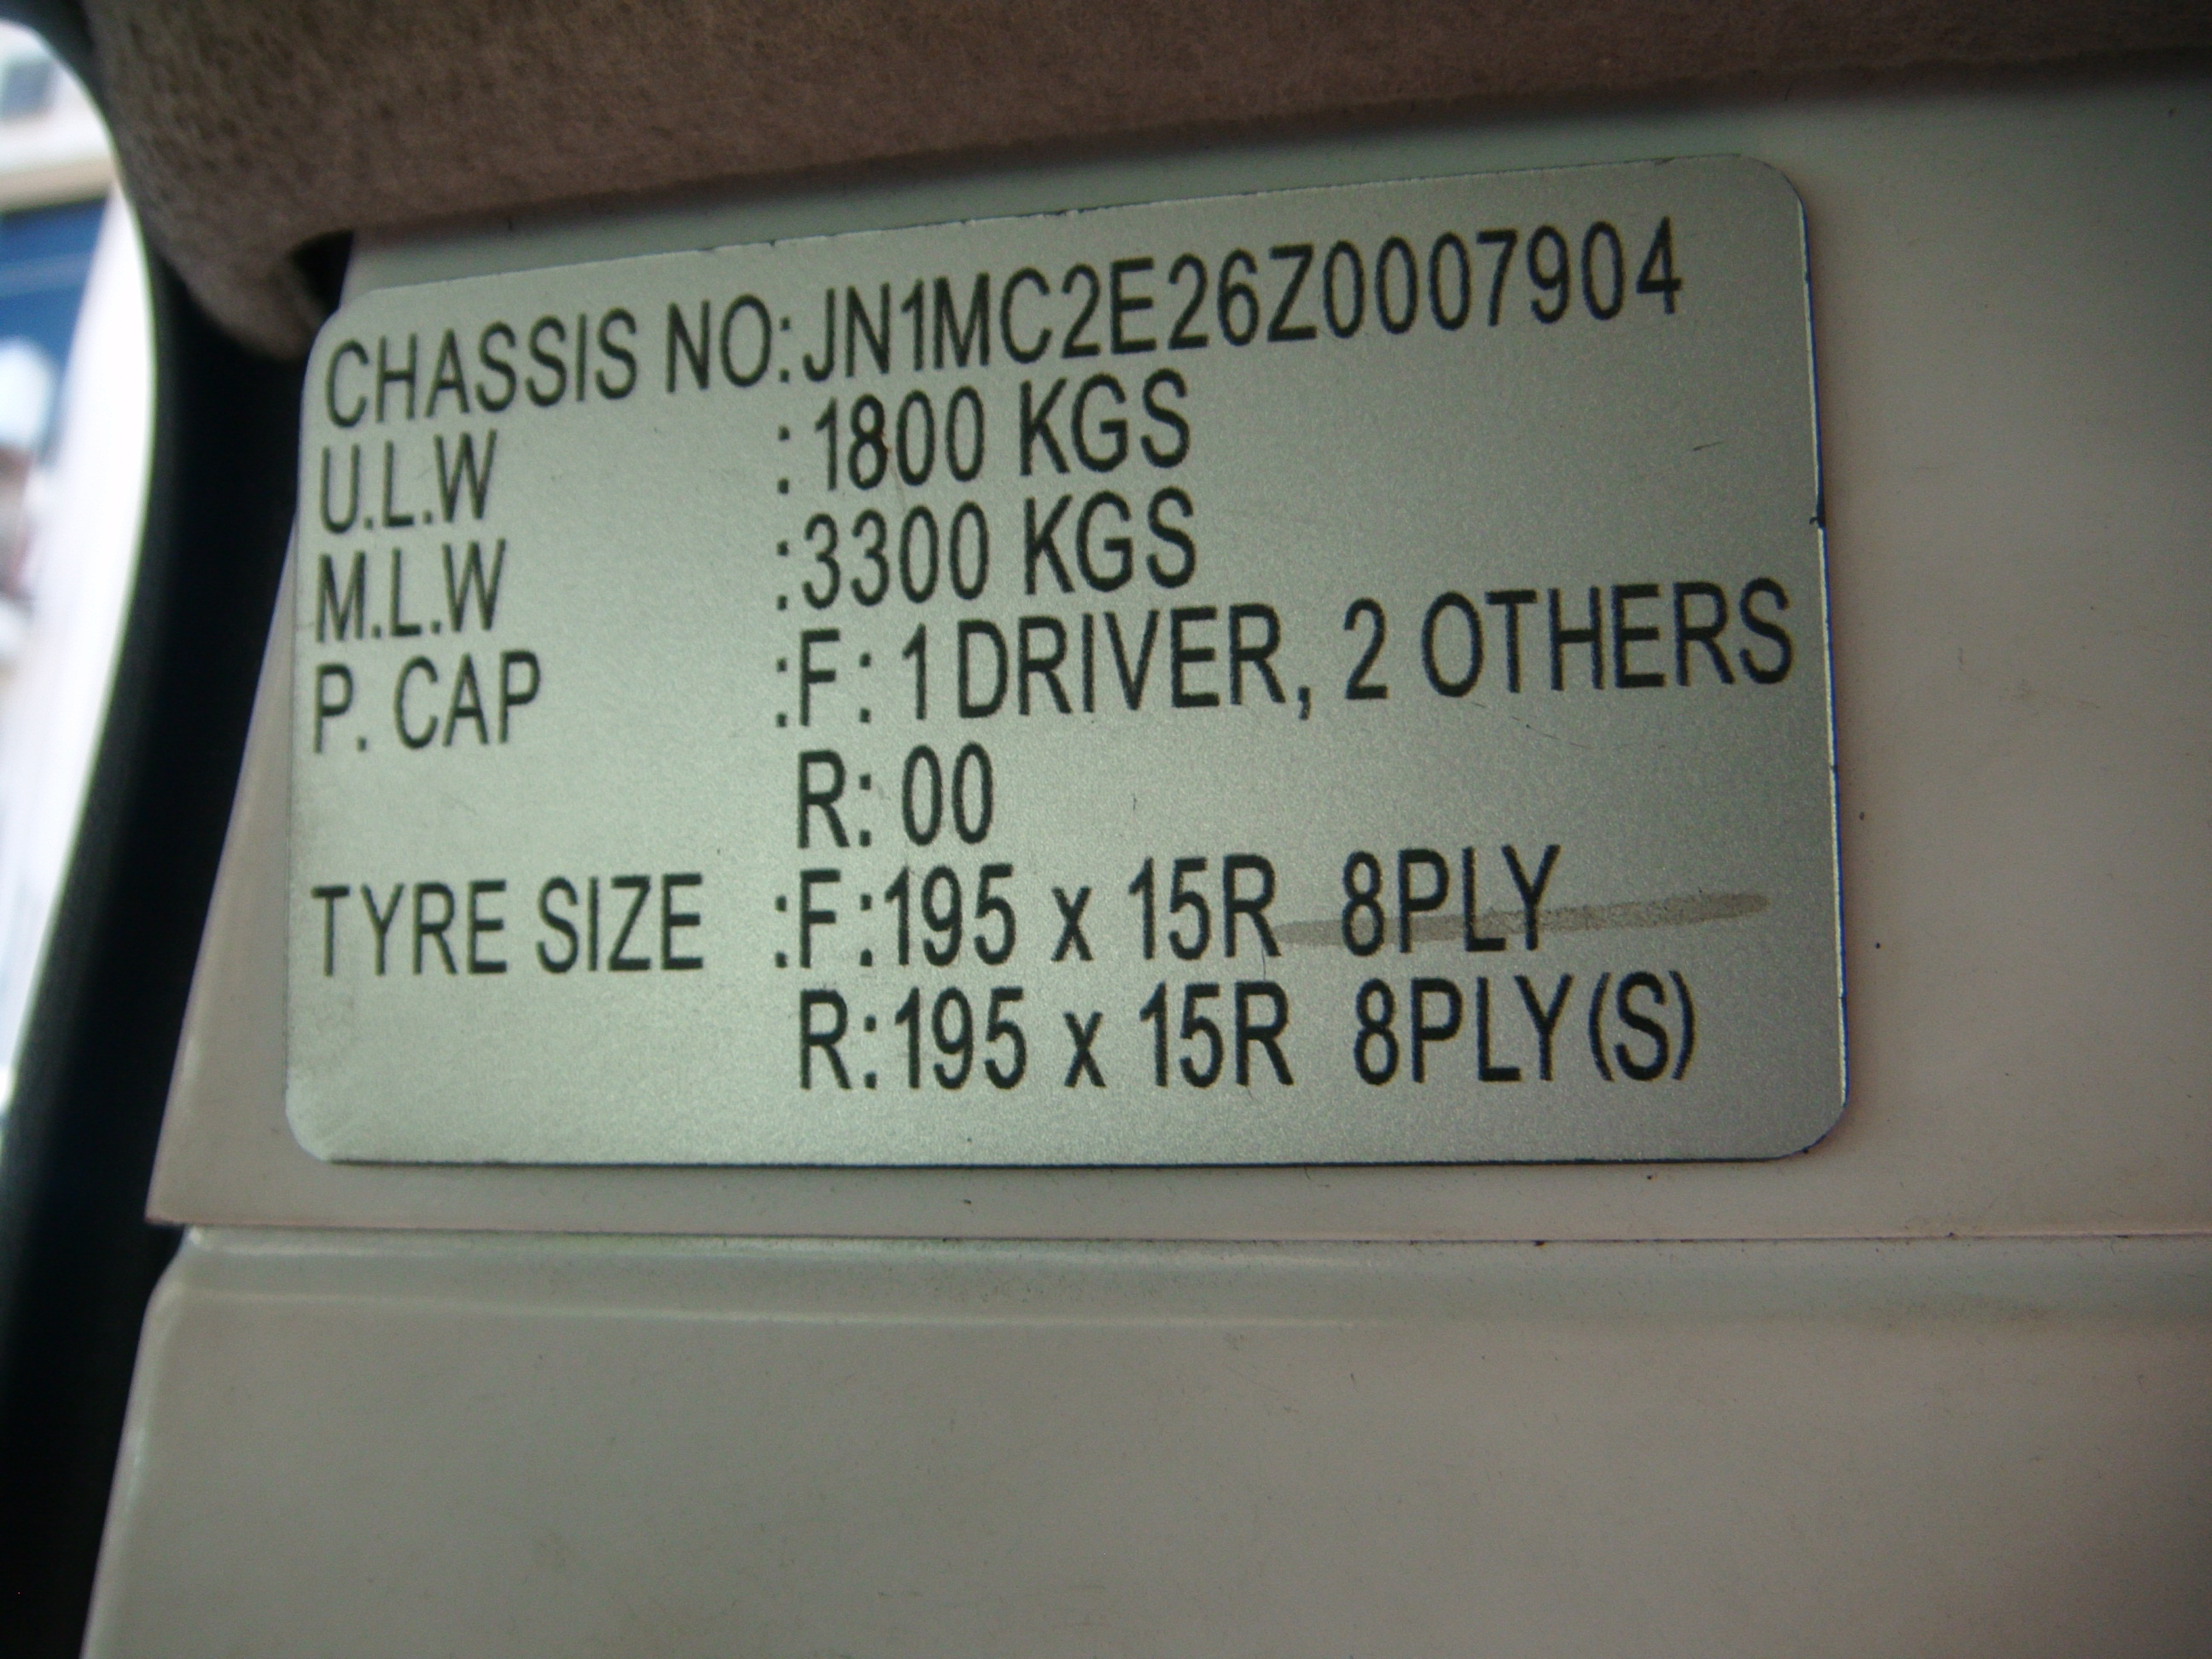 CHASSIS NO:JN1MC2E26Z0007904
U.L.W : 1800 KGS
M.L.W :3300 KGS
P. CAP :F: 1 DRIVER, 2 OTHERS
R: 00
TYRE SIZE :F:195 x 15R 8PLY
R:195 x 15R 8PLY(S)